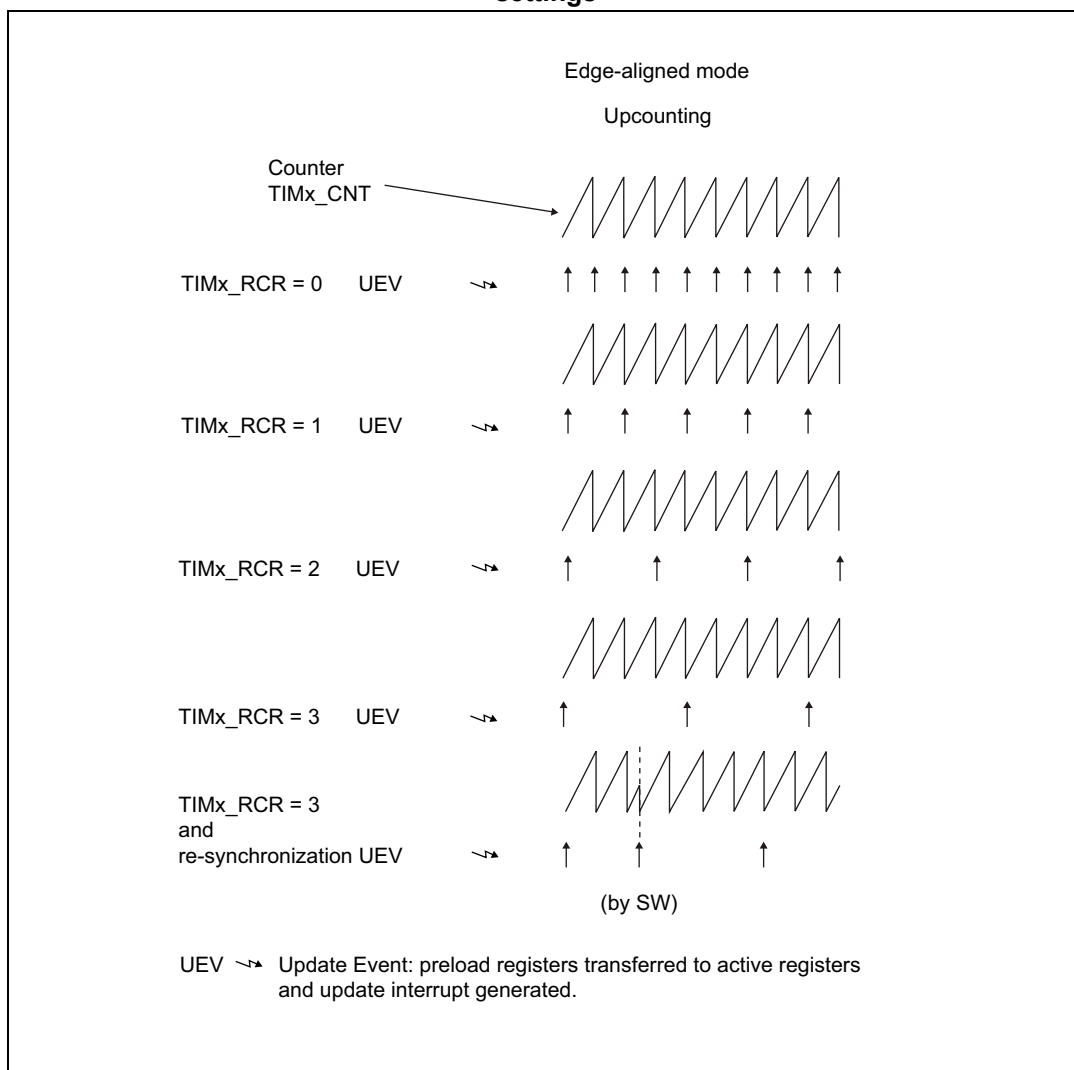 Edge-aligned mode
Upcounting
Counter
TIMx_CNT
TIMx_RCR = 0 UEV
TIMx_RCR = 1 UEV
TIMx_RCR = 2 UEV
TIMx_RCR = 3 UEV
TIMx_RCR = 3
and
re-synchronization UEV
(by SW)
UEV Update Event: preload registers transferred to active registers
and update interrupt generated.